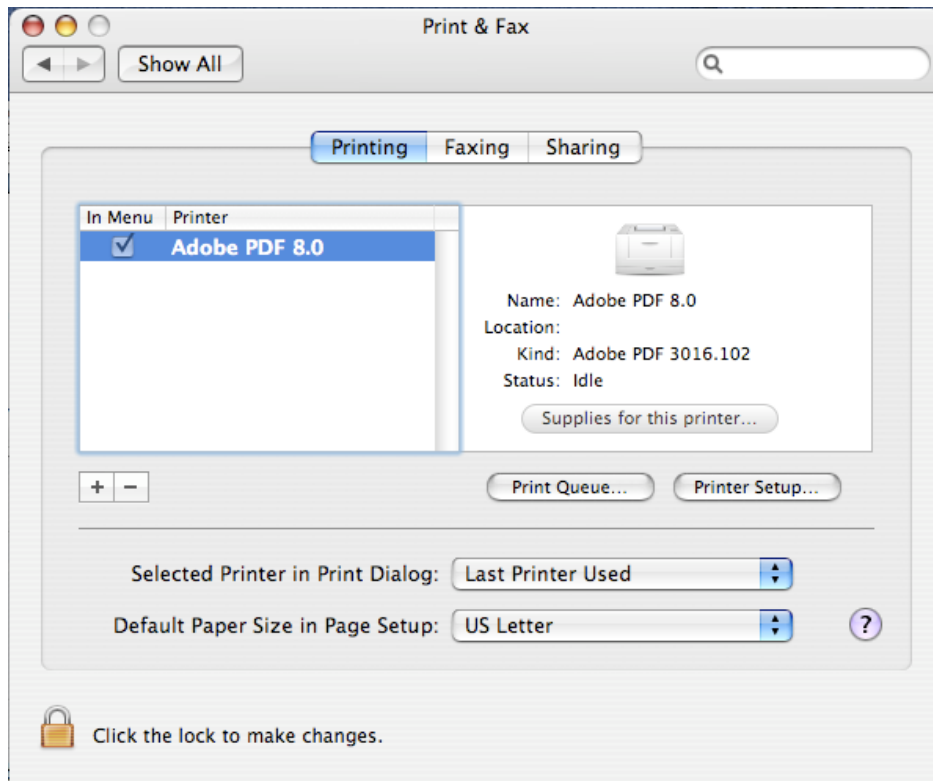 Print & Fax
Show All
Printing Faxing Sharing
In Menu Printer
Adobe PDF 8.0
Name: Adobe PDF 8.0
Location:
Kind: Adobe PDF 3016.102
Status: Idle
Supplies for this printer...
+ −
Print Queue... Printer Setup...
Selected Printer in Print Dialog: Last Printer Used
Default Paper Size in Page Setup: US Letter ?
Click the lock to make changes.